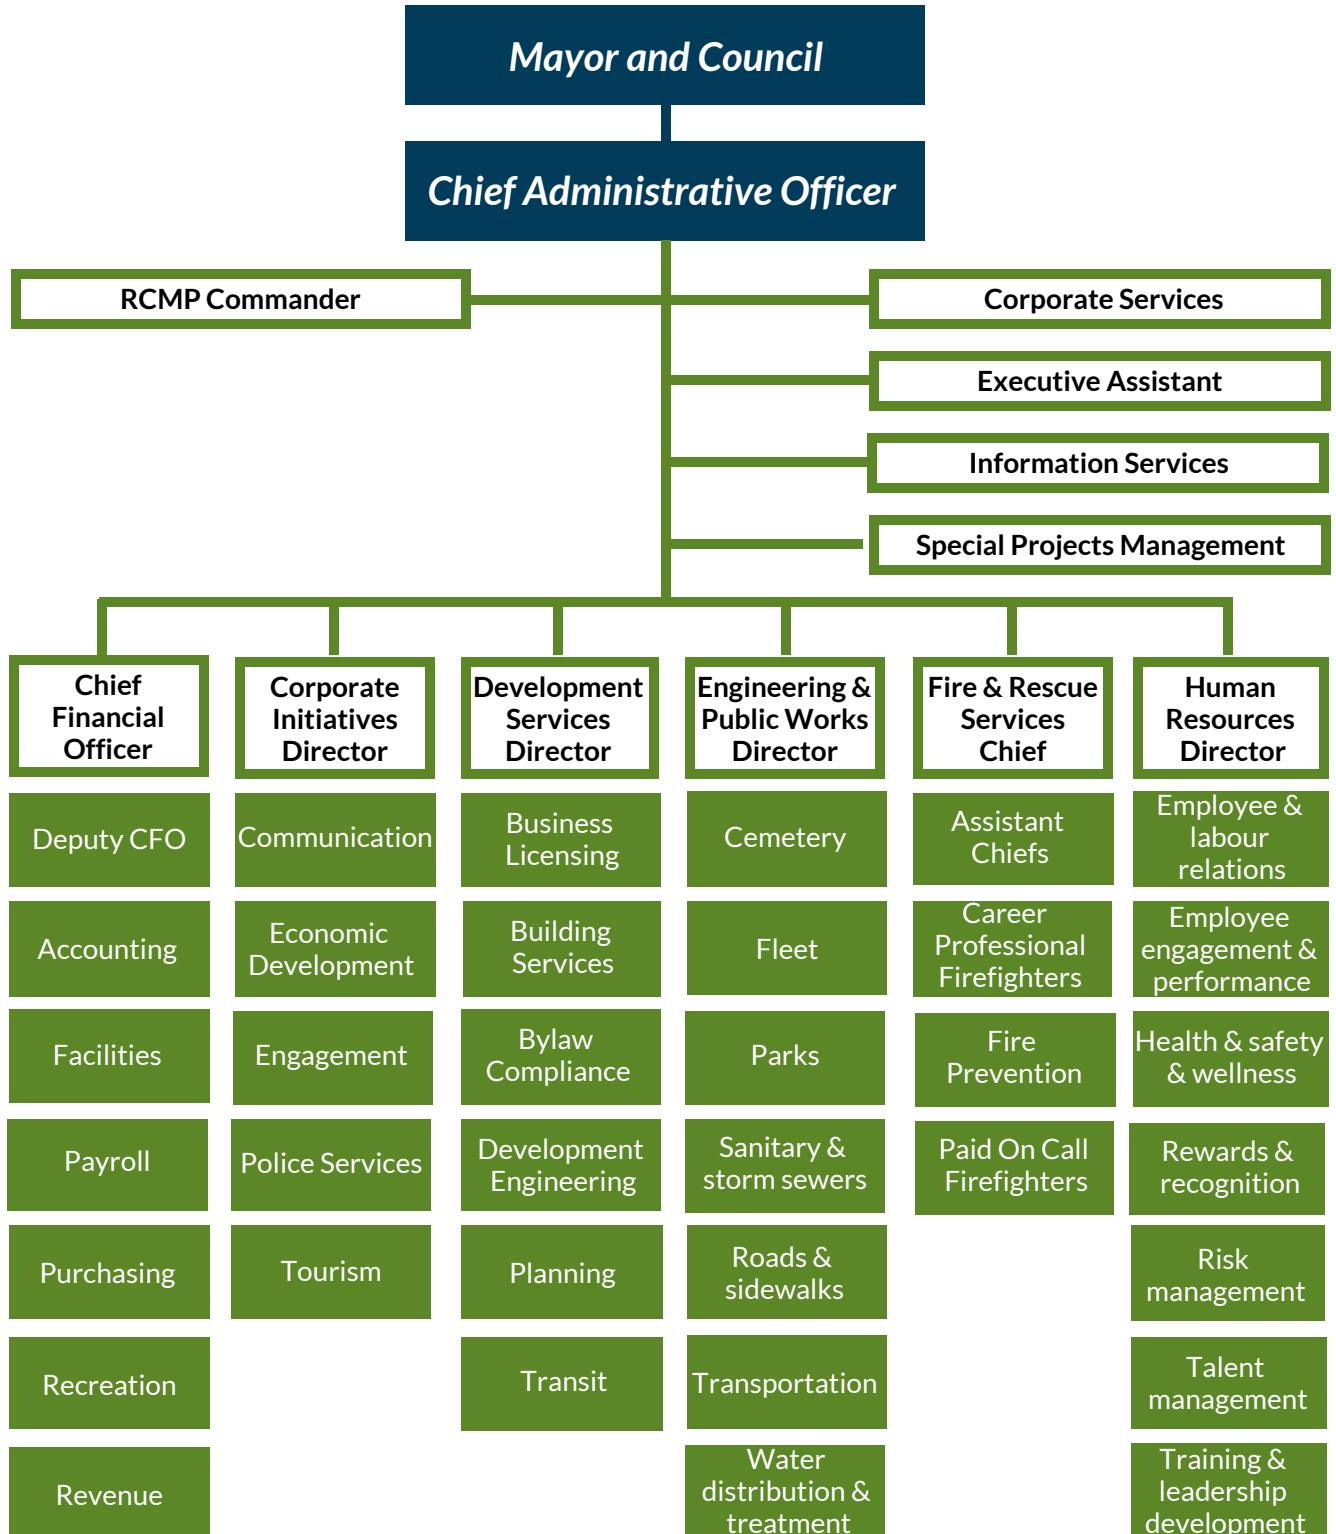 Mayor and Council
Chief Administrative Officer
RCMP Commander
Corporate Services
Executive Assistant
Information Services
Special Projects Management
Chief
Financial
Officer
Deputy CFO
Accounting
Facilities
Payroll
Purchasing
Recreation
Revenue
Corporate
Initiatives
Director
Communication
Economic
Development
Engagement
Police Services
Tourism
Development
Services
Director
Business
Licensing
Building
Services
Bylaw
Compliance
Development
Engineering
Planning
Transit
Engineering &
Public Works
Director
Cemetery
Fleet
Parks
Sanitary &
storm sewers
Roads &
sidewalks
Transportation
Water
distribution &
treatment
Fire & Rescue
Services
Chief
Assistant
Chiefs
Career
Professional
Firefighters
Fire
Prevention
Paid On Call
Firefighters
Human
Resources
Director
Employee &
labour
relations
Employee
engagement &
performance
Health & safety
& wellness
Rewards &
recognition
Risk
management
Talent
management
Training &
leadership
development